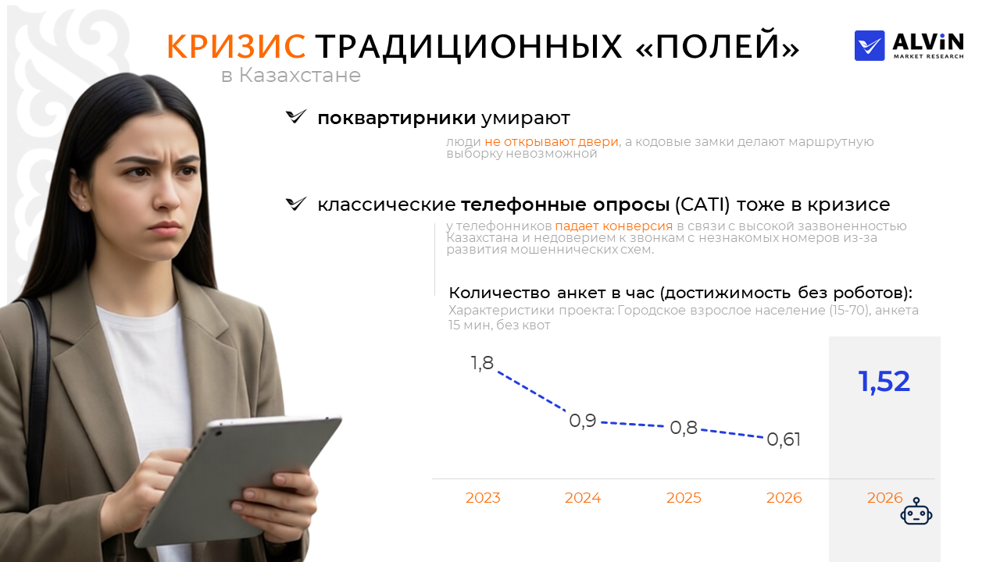 КРИЗИС ТРАДИЦИОННЫХ «ПОЛЕЙ»
в Казахстане
ALViN
MARKET RESEARCH
поквартирники умирают
люди не открывают двери, а кодовые замки делают маршрутную
выборку невозможной
классические телефонные опросы (CATI) тоже в кризисе
у телефонников падает конверсия в связи с высокой зазвоненностью
Казахстана и недоверием к звонкам с незнакомых номеров из-за
развития мошеннических схем.
Количество анкет в час (достижимость без роботов):
Характеристики проекта: Городское взрослое население (15-70), анкета
15 мин, без квот
1,8
0,9
0,8
0,61
1,52
2023
2024
2025
2026
2026